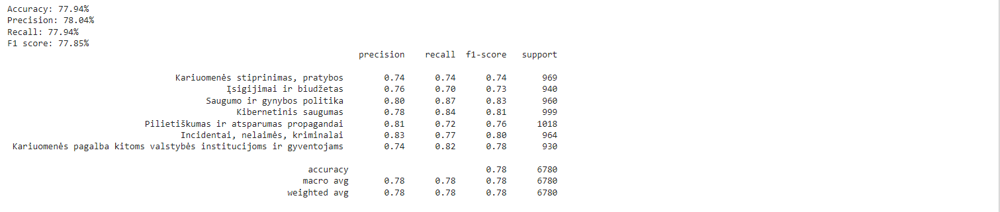 Accuracy: 77.94%
Precision: 78.04%
Recall: 77.94%
F1 score: 77.85%
precision recall f1-score support
Kariuomenės stiprinimas, pratybos 0.74 0.74 0.74 969
Įsigijimai ir biudžetas 0.76 0.70 0.73 940
Saugumo ir gynybos politika 0.80 0.87 0.83 960
Kibernetinis saugumas 0.78 0.84 0.81 999
Pilietiškumas ir atsparumas propagandai 0.81 0.72 0.76 1018
Incidentai, nelaimės, kriminalai 0.83 0.77 0.80 964
Kariuomenės pagalba kitoms valstybės institucijoms ir gyventojams 0.74 0.82 0.78 930
accuracy 0.78 6780
macro avg 0.78 0.78 0.78 6780
weighted avg 0.78 0.78 0.78 6780